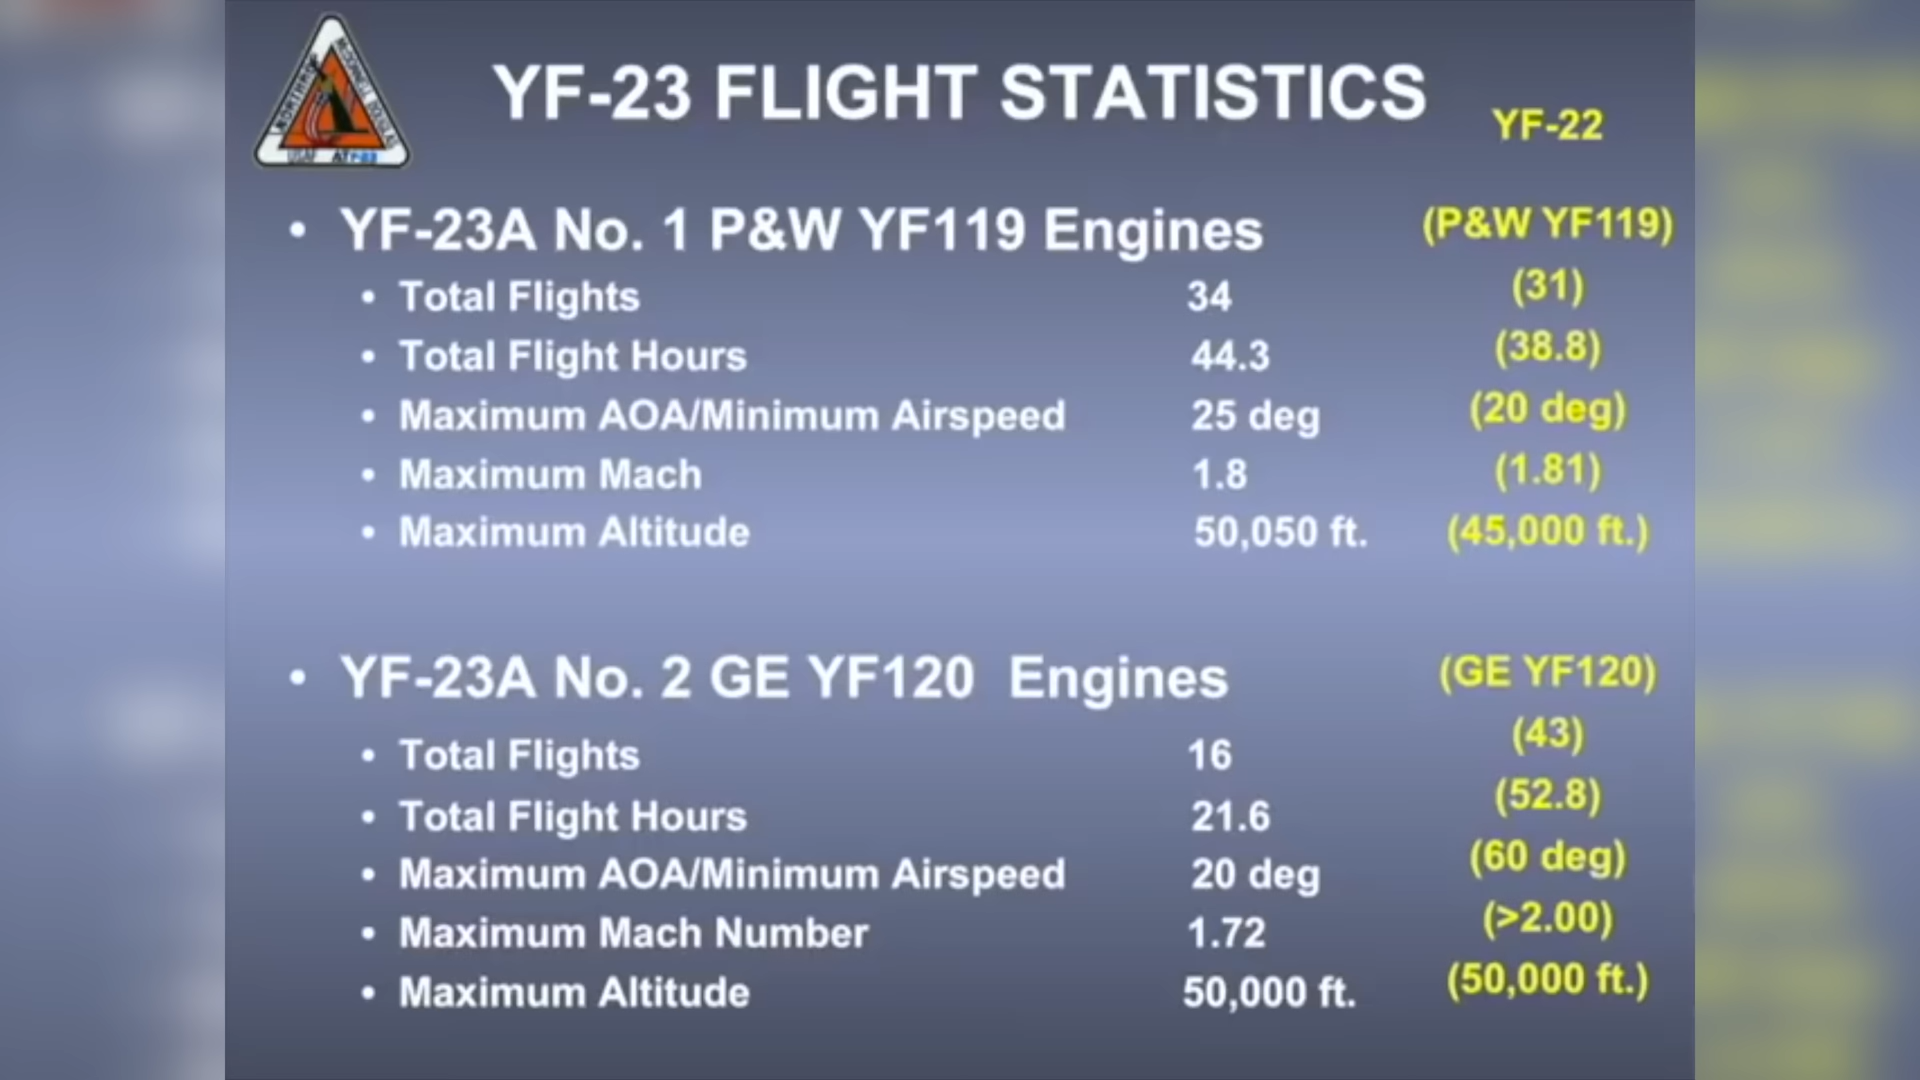 YF-23 FLIGHT STATISTICS
YF-22
• YF-23A No. 1 P&W YF119 Engines (P&W YF119)
• Total Flights 34 (31)
• Total Flight Hours 44.3 (38.8)
• Maximum AOA/Minimum Airspeed 25 deg (20 deg)
• Maximum Mach 1.8 (1.81)
• Maximum Altitude 50,050 ft. (45,000 ft.)
• YF-23A No. 2 GE YF120 Engines (GE YF120)
• Total Flights 16 (43)
• Total Flight Hours 21.6 (52.8)
• Maximum AOA/Minimum Airspeed 20 deg (60 deg)
• Maximum Mach Number 1.72 (>2.00)
• Maximum Altitude 50,000 ft. (50,000 ft.)
NORTHROP
MCDONNELL DOUGLAS
USAF